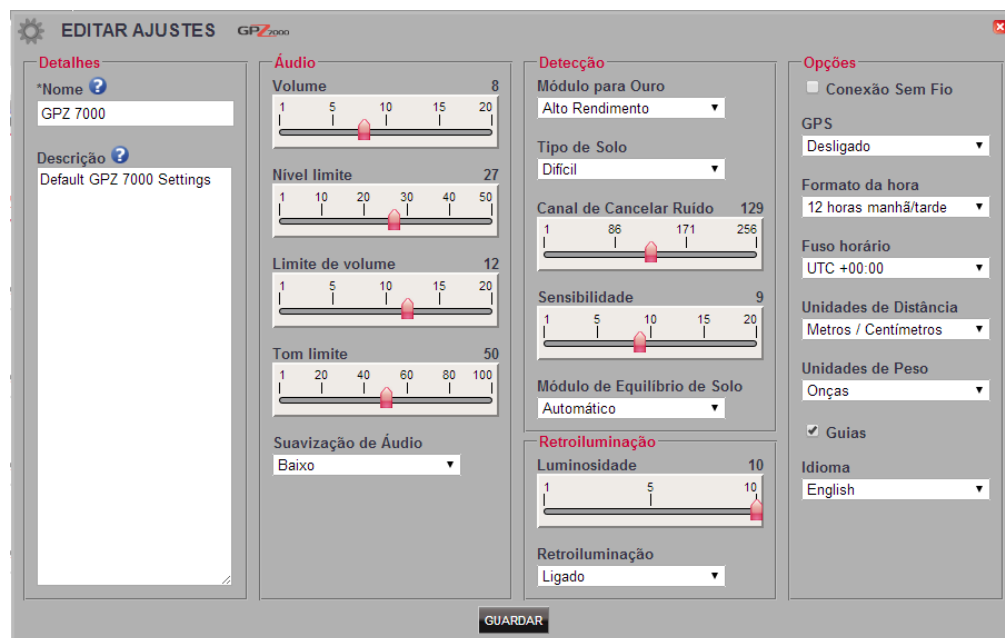 EDITAR AJUSTES GPZ 7000
Detalhes
*Nome ?
GPZ 7000
Descrição ?
Default GPZ 7000 Settings
Áudio
Volume 8
1 5 10 15 20
Nível limite 27
1 10 20 30 40 50
Limite de volume 12
1 5 10 15 20
Tom limite 50
1 20 40 60 80 100
Suavização de Áudio
Baixo
Detecção
Módulo para Ouro
Alto Rendimento
Tipo de Solo
Difícil
Canal de Cancelar Ruído 129
1 86 171 256
Sensibilidade 9
1 5 10 15 20
Módulo de Equilíbrio de Solo
Automático
Retroiluminação
Luminosidade 10
1 5 10
Retroiluminação
Ligado
Opções
Conexão Sem Fio
GPS
Desligado
Formato da hora
12 horas manhã/tarde
Fuso horário
UTC +00:00
Unidades de Distância
Metros / Centímetros
Unidades de Peso
Onças
Guias
Idioma
English
GUARDAR